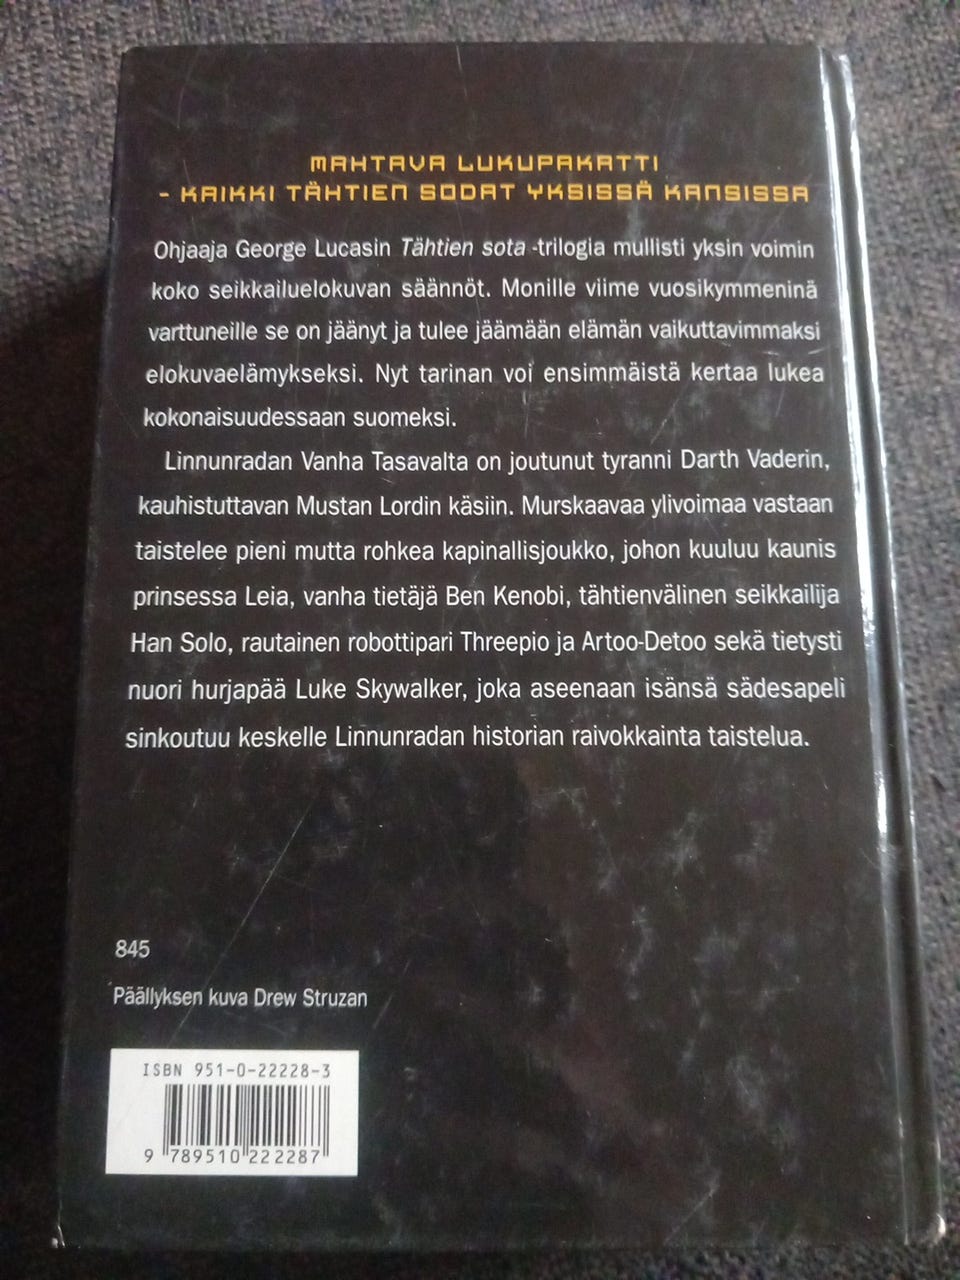 MAHTAVA LUKUPAKATTI
- KAIKKI TÄHTIEN SODAT YKSISSÄ KANSISSA
Ohjaaja George Lucasin Tähtien sota -trilogia mullisti yksin voimin
koko seikkailuelokuvan säännöt. Monille viime vuosikymmeninä
varttuneille se on jäänyt ja tulee jäämään elämän vaikuttavimmaksi
elokuvaelämykseksi. Nyt tarinan voi ensimmäistä kertaa lukea
kokonaisuudessaan suomeksi.
Linnunradan Vanha Tasavalta on joutunut tyranni Darth Vaderin,
kauhistuttavan Mustan Lordin käsiin. Murskaavaa ylivoimaa vastaan
taistelee pieni mutta rohkea kapinallisjoukko, johon kuuluu kaunis
prinsessa Leia, vanha tietäjä Ben Kenobi, tähtienvälinen seikkailija
Han Solo, rautainen robottipari Threepio ja Artoo-Detoo sekä tietysti
nuori hurjapää Luke Skywalker, joka aseenaan isänsä sädesapeli
sinkoutuu keskelle Linnunradan historian raivokkainta taistelua.
845
Päällyksen kuva Drew Struzan
ISBN 951-0-22228-3
9 789510 222287